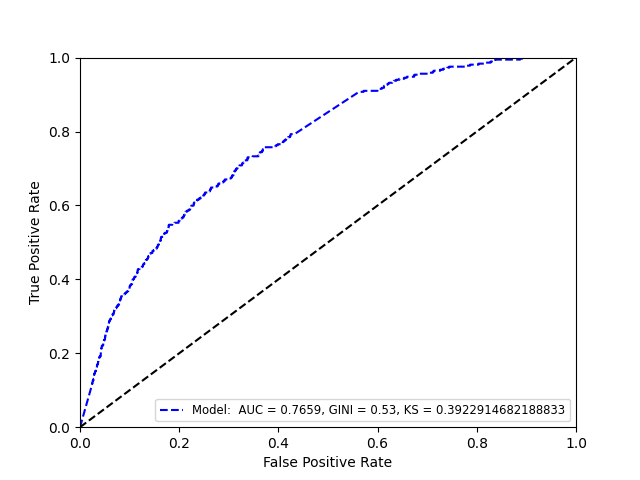 1.0
0.8
0.6
0.4
0.2
0.0
True Positive Rate
Model:  AUC = 0.7659, GINI = 0.53, KS = 0.3922914682188833
0.0 0.2 0.4 0.6 0.8 1.0
False Positive Rate